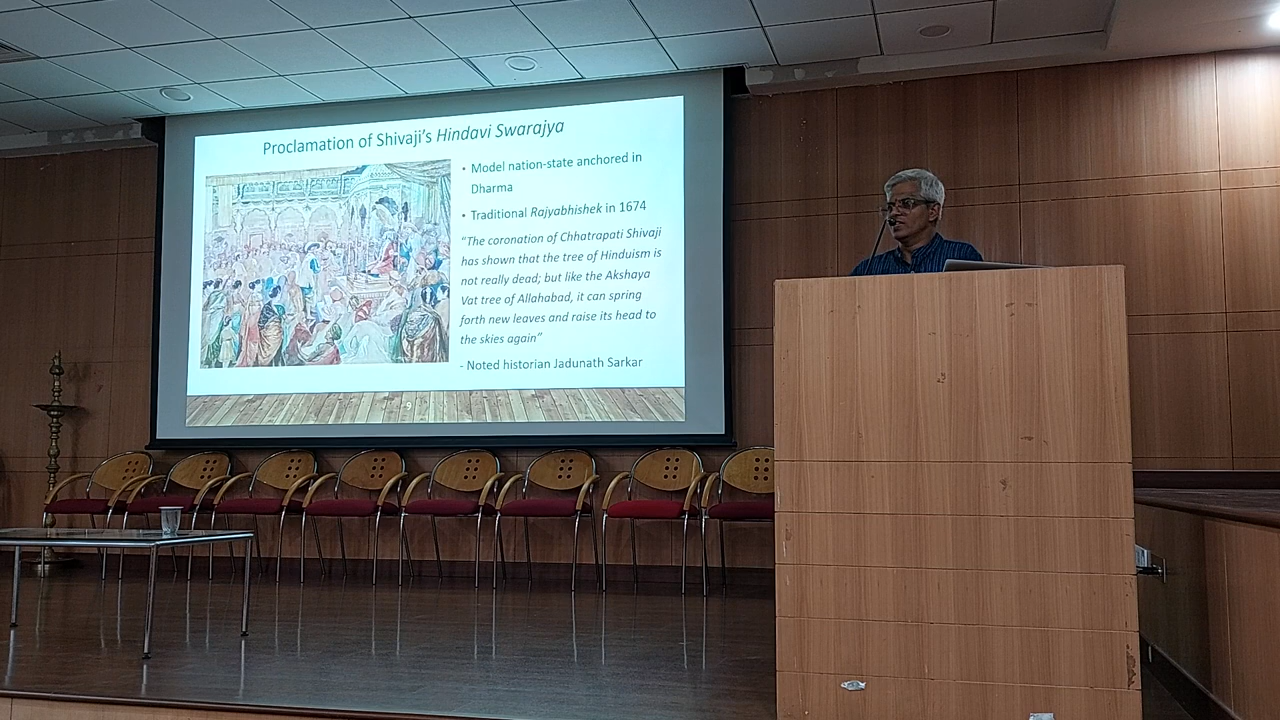 Proclamation of Shivaji's Hindavi Swarajya
• Model nation-state anchored in
Dharma
• Traditional Rajyabhishek in 1674
“The coronation of Chhatrapati Shivaji
has shown that the tree of Hinduism is
not really dead; but like the Akshaya
Vat tree of Allahabad, it can spring
forth new leaves and raise its head to
the skies again”
- Noted historian Jadunath Sarkar